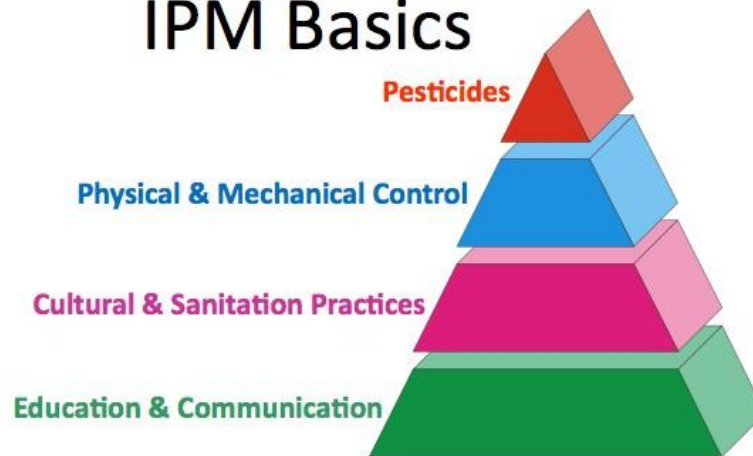 IPM Basics
Pesticides
Physical & Mechanical Control
Cultural & Sanitation Practices
Education & Communication